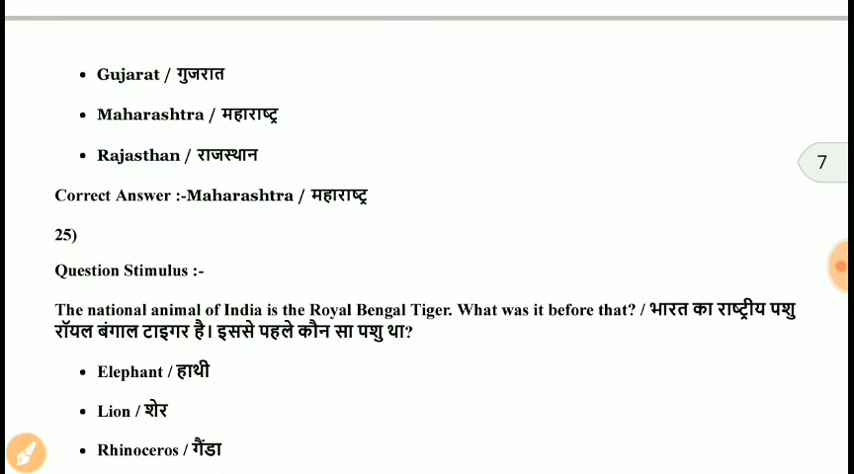 • Gujarat / गुजरात
• Maharashtra / महाराष्ट्र
• Rajasthan / राजस्थान
7
Correct Answer :-Maharashtra / महाराष्ट्र
25)
Question Stimulus :-
The national animal of India is the Royal Bengal Tiger. What was it before that? / भारत का राष्ट्रीय पशु
रॉयल बंगाल टाइगर है। इससे पहले कौन सा पशु था?
• Elephant / हाथी
• Lion / शेर
• Rhinoceros / गैंडा